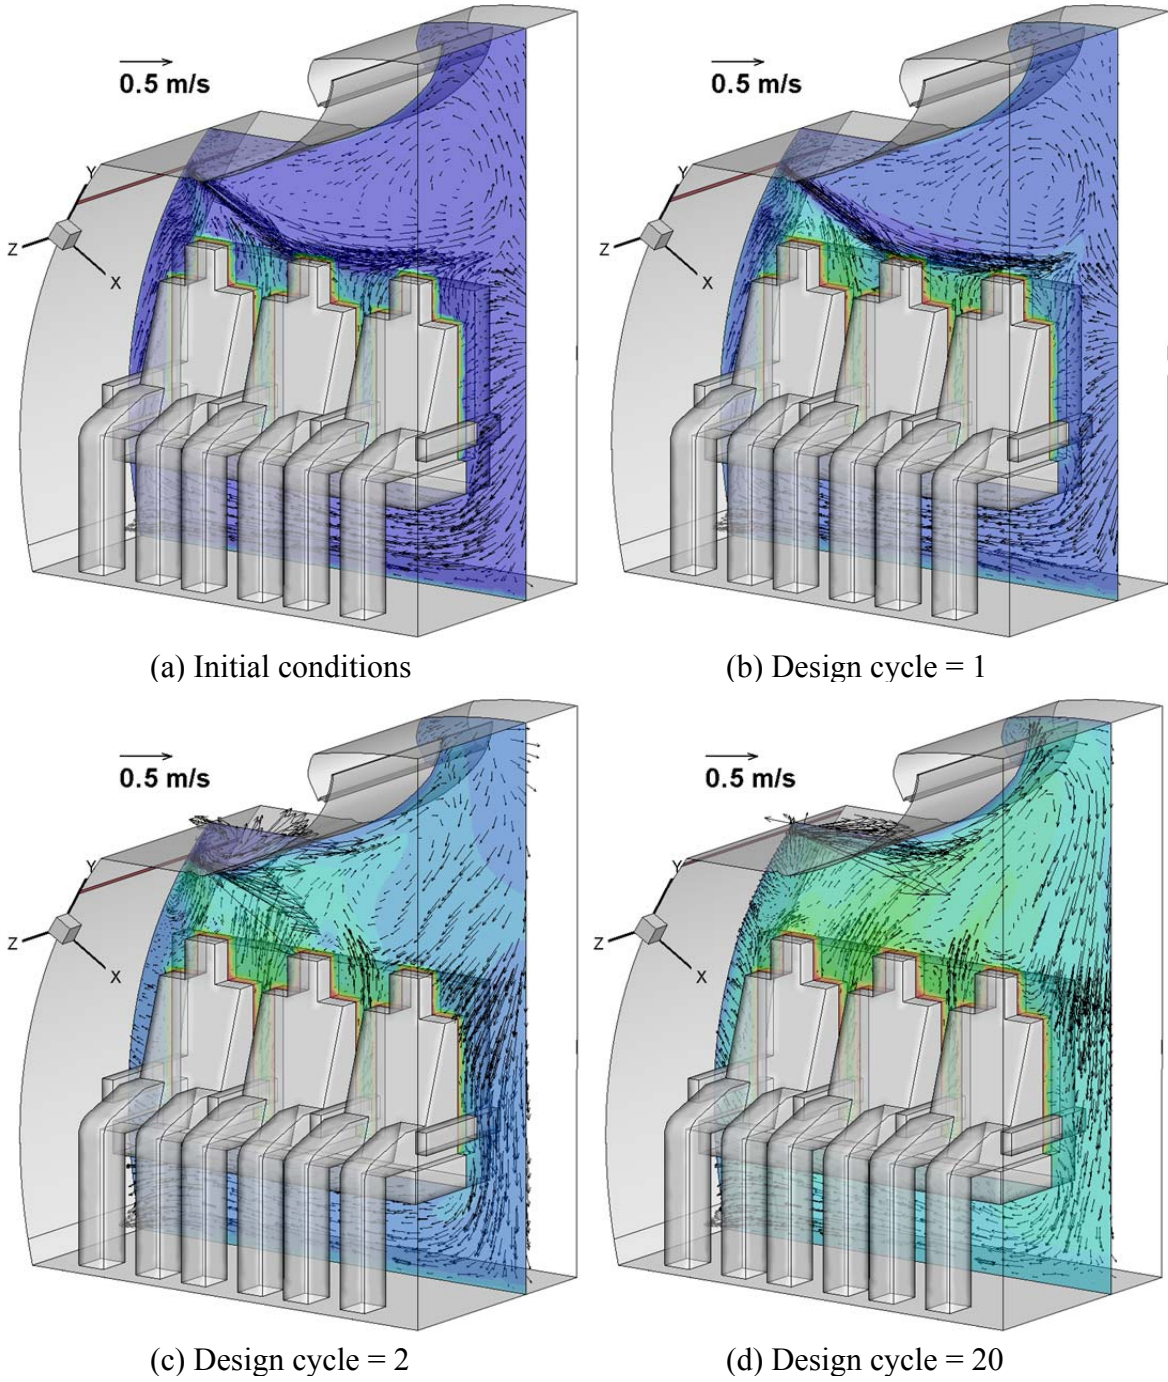 0.5 m/s
Y
Z
X
(a) Initial conditions
0.5 m/s
Y
Z
X
(b) Design cycle = 1
0.5 m/s
Y
Z
X
(c) Design cycle = 2
0.5 m/s
Y
Z
X
(d) Design cycle = 20